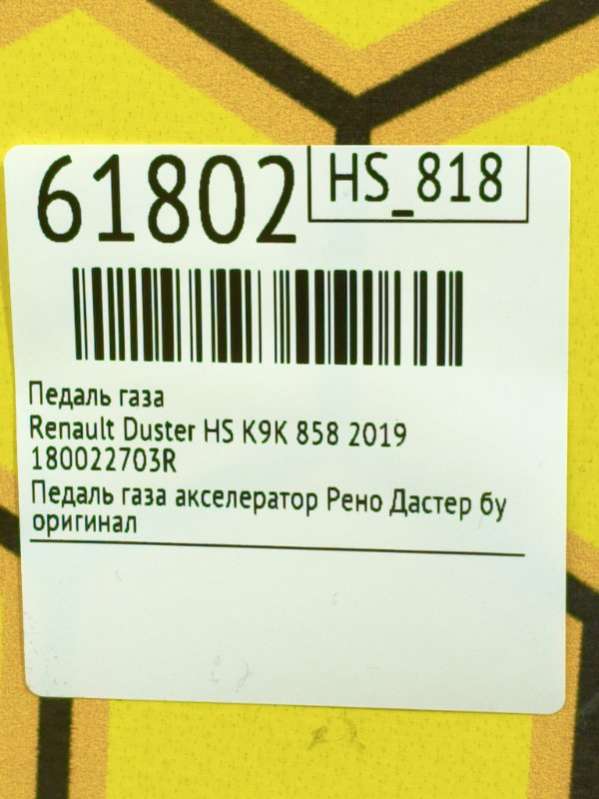 61802
HS_818
Педаль газа
Renault Duster HS K9K 858 2019
180022703R
Педаль газа акселератор Рено Дастер бу
оригинал